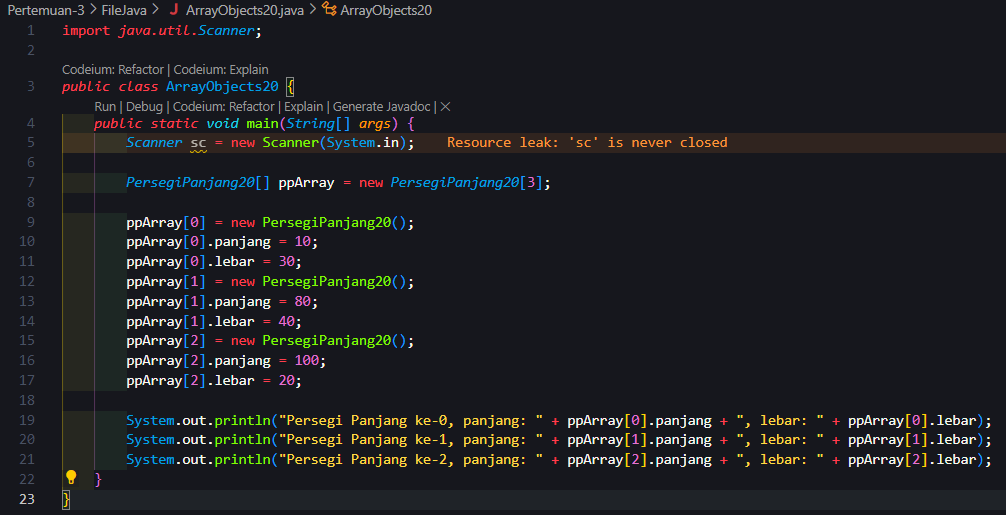 Pertemuan-3 > FileJava > J ArrayObjects20.java > ArrayObjects20
1 import java.util.Scanner;
2
Codeium: Refactor | Codeium: Explain
3 public class ArrayObjects20 {
Run | Debug | Codeium: Refactor | Explain | Generate Javadoc | ×
4 public static void main(String[] args) {
5 Scanner sc = new Scanner(System.in); Resource leak: 'sc' is never closed
6
7 PersegiPanjang20[] ppArray = new PersegiPanjang20[3];
8
9 ppArray[0] = new PersegiPanjang20();
10 ppArray[0].panjang = 10;
11 ppArray[0].lebar = 30;
12 ppArray[1] = new PersegiPanjang20();
13 ppArray[1].panjang = 80;
14 ppArray[1].lebar = 40;
15 ppArray[2] = new PersegiPanjang20();
16 ppArray[2].panjang = 100;
17 ppArray[2].lebar = 20;
18
19 System.out.println("Persegi Panjang ke-0, panjang: " + ppArray[0].panjang + ", lebar: " + ppArray[0].lebar);
20 System.out.println("Persegi Panjang ke-1, panjang: " + ppArray[1].panjang + ", lebar: " + ppArray[1].lebar);
21 System.out.println("Persegi Panjang ke-2, panjang: " + ppArray[2].panjang + ", lebar: " + ppArray[2].lebar);
22 }
23 }